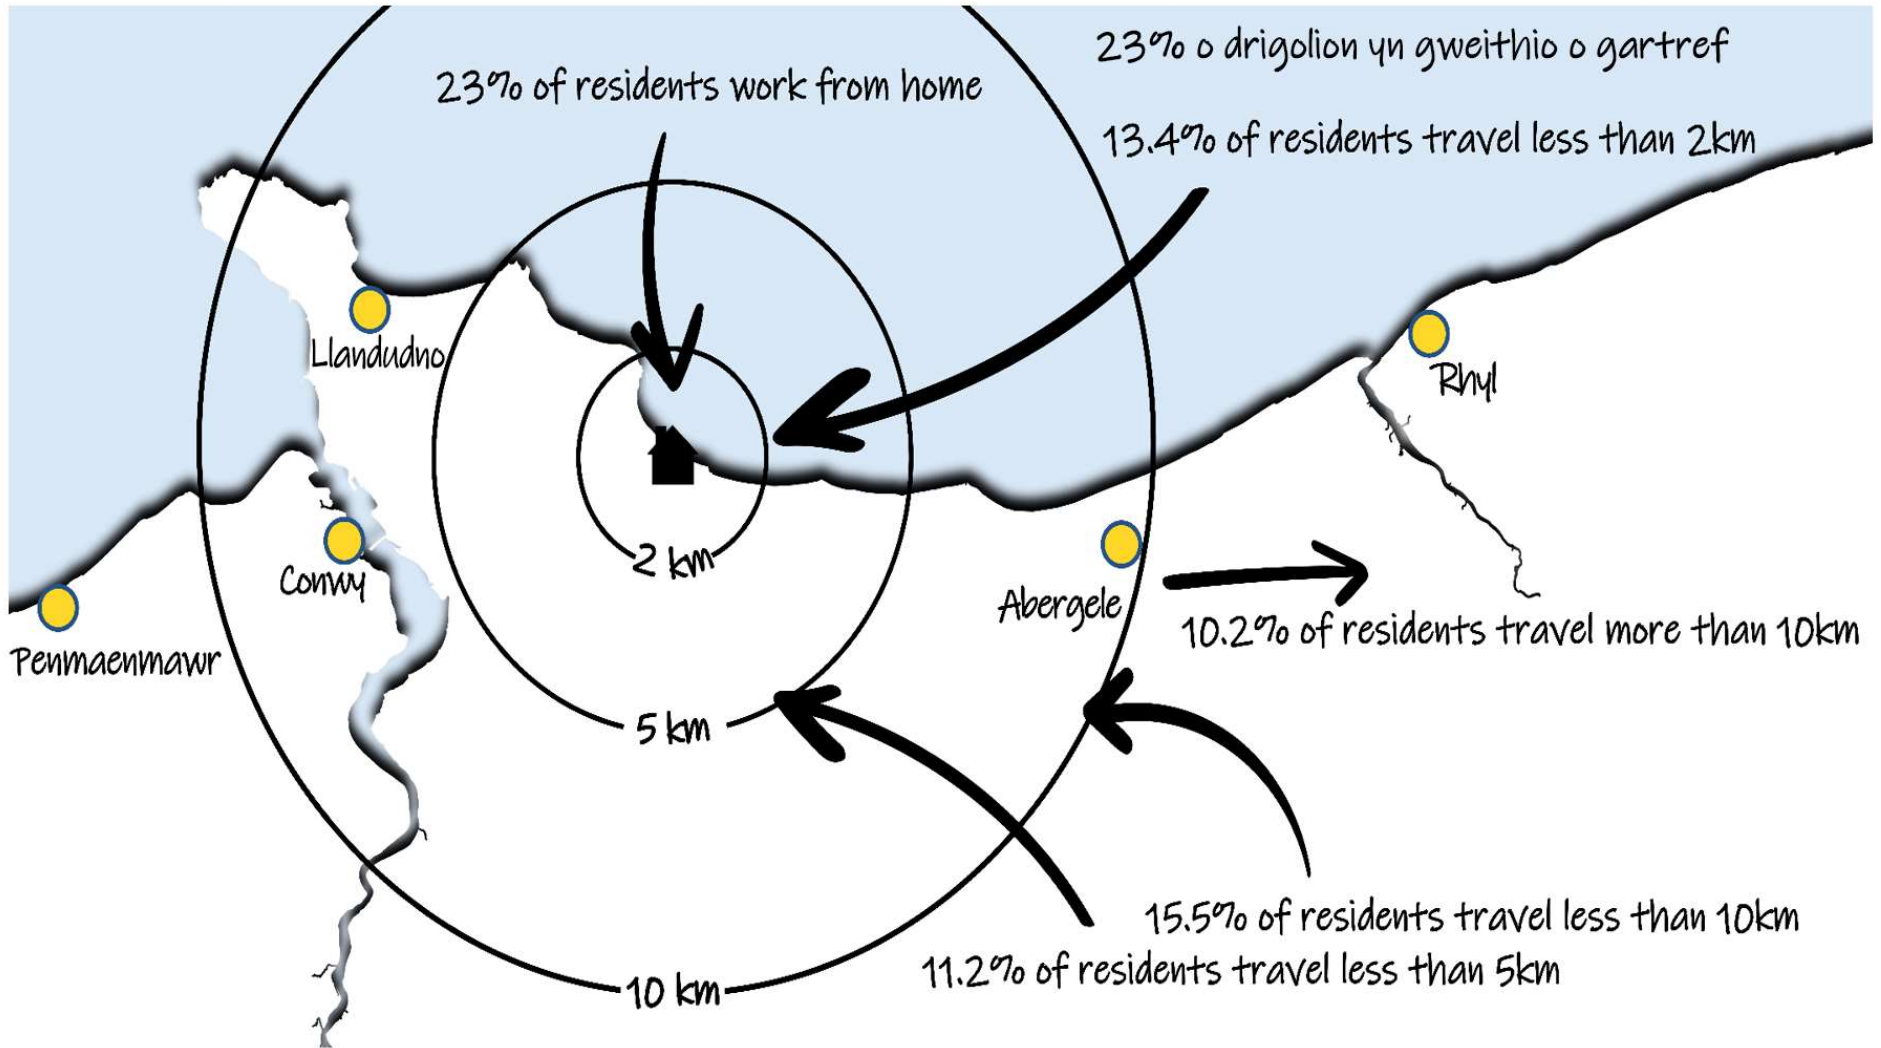 23% o drigolion yn gweithio o gartref
23% of residents work from home
13.4% of residents travel less than 2km
Llandudno
Rhyl
2 km
Conwy
Abergele
10.2% of residents travel more than 10km
Penmaenmawr
5 km
15.5% of residents travel less than 10km
11.2% of residents travel less than 5km
10 km